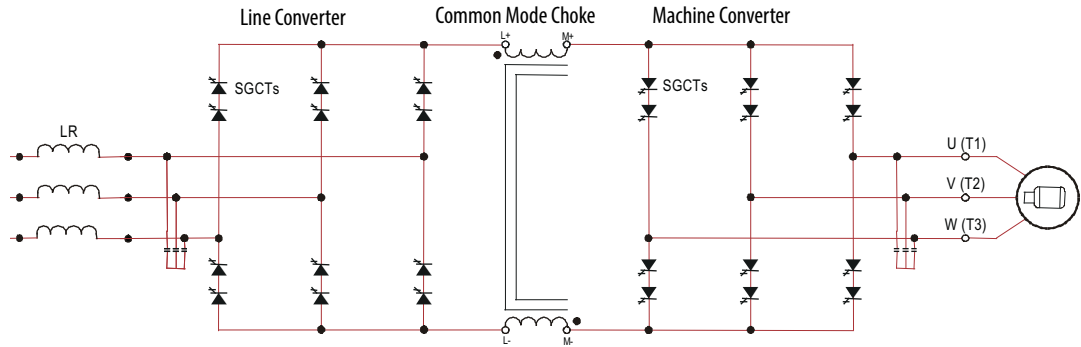 Line Converter
Common Mode Choke
Machine Converter
L+
M+
SGCTs
SGCTs
LR
U (T1)
V (T2)
W (T3)
L-
M-